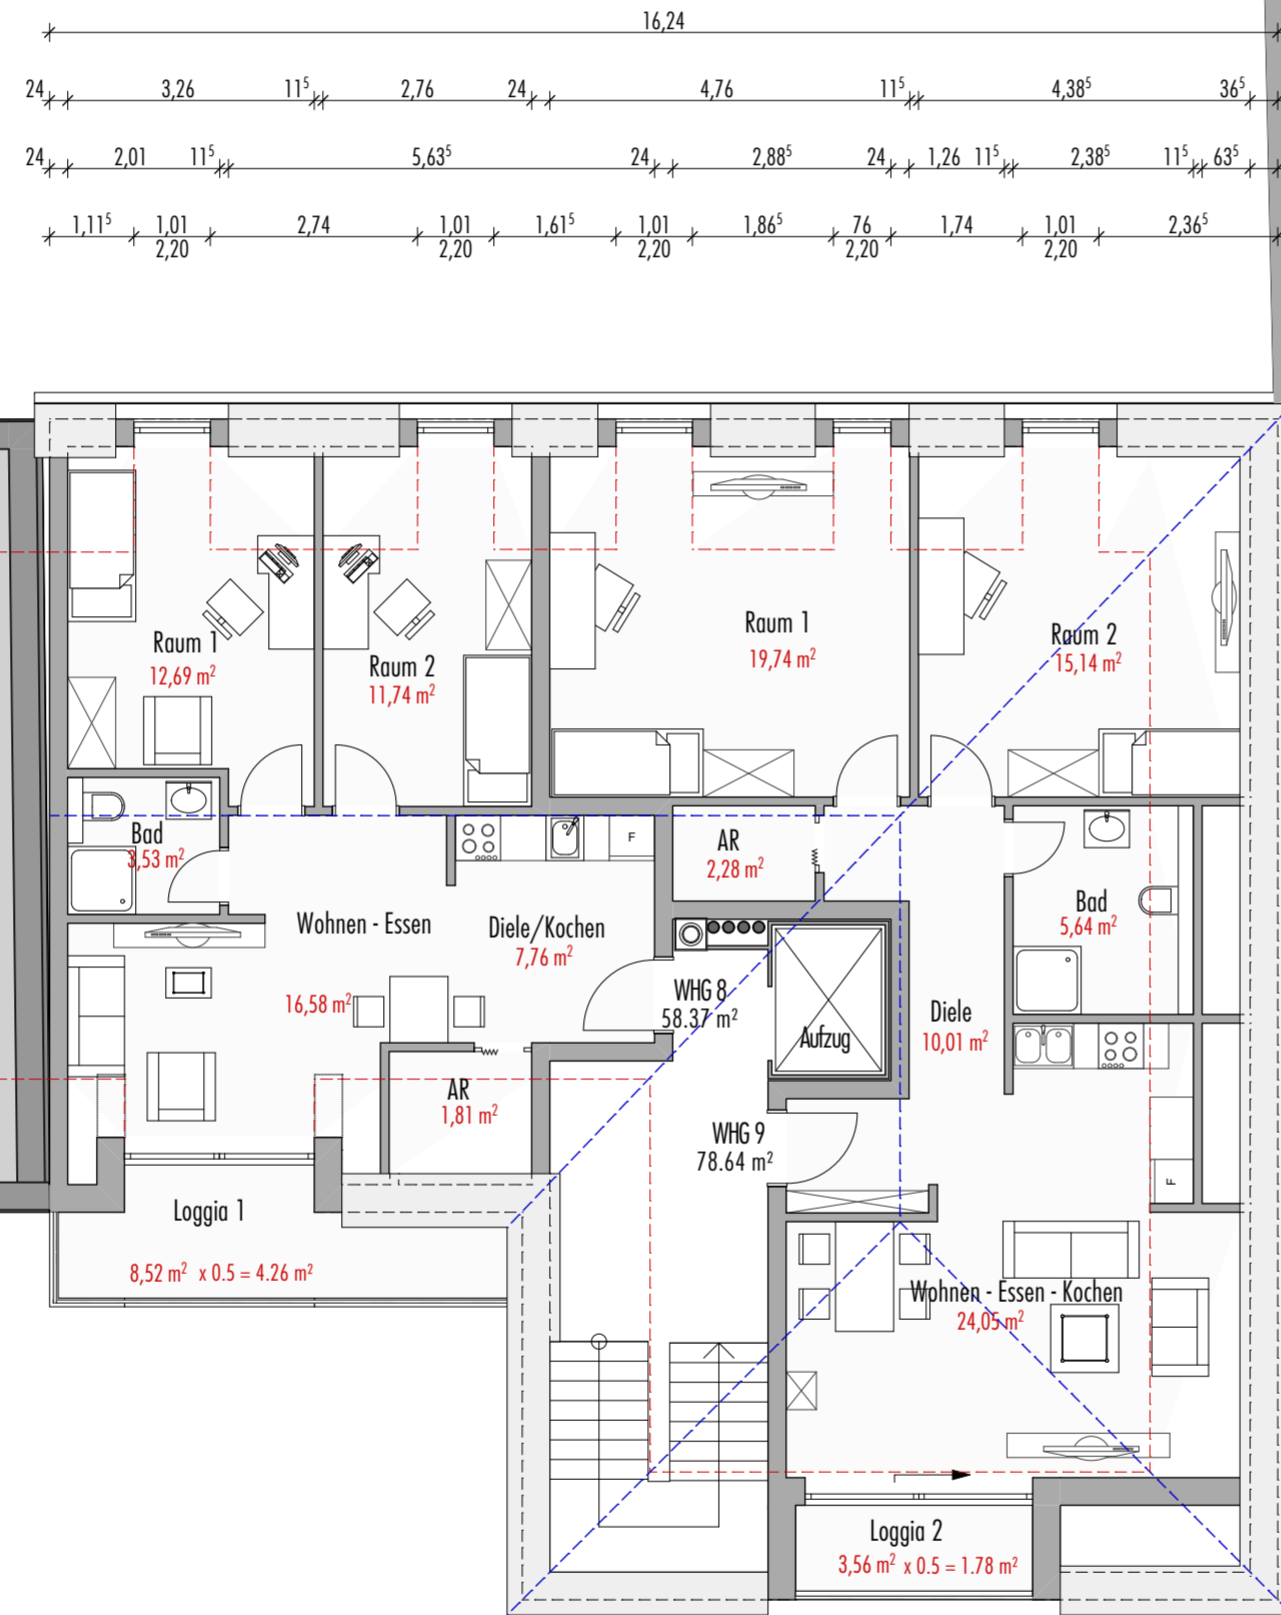 16,24
24 3,26 11⁵ 2,76 24 4,76 11⁵ 4,38⁵ 36⁵
24 2,01 11⁵ 5,63⁵ 24 2,88⁵ 24 1,26 11⁵ 2,38⁵ 11⁵ 63⁵
1,11⁵ 1,01 2,74 1,01 1,61⁵ 1,01 1,86⁵ 76 1,74 1,01 2,36⁵
2,20 2,20 2,20 2,20 2,20
Raum 1
12,69 m²
Raum 2
11,74 m²
Raum 1
19,74 m²
Raum 2
15,14 m²
Bad
3,53 m²
F
AR
2,28 m²
Bad
5,64 m²
Wohnen - Essen
16,58 m²
Diele/Kochen
7,76 m²
WHG 8
58.37 m²
Aufzug
Diele
10,01 m²
AR
1,81 m²
WHG 9
78.64 m²
F
Loggia 1
8,52 m² x 0.5 = 4.26 m²
Wohnen - Essen - Kochen
24,05 m²
Loggia 2
3,56 m² x 0.5 = 1.78 m²